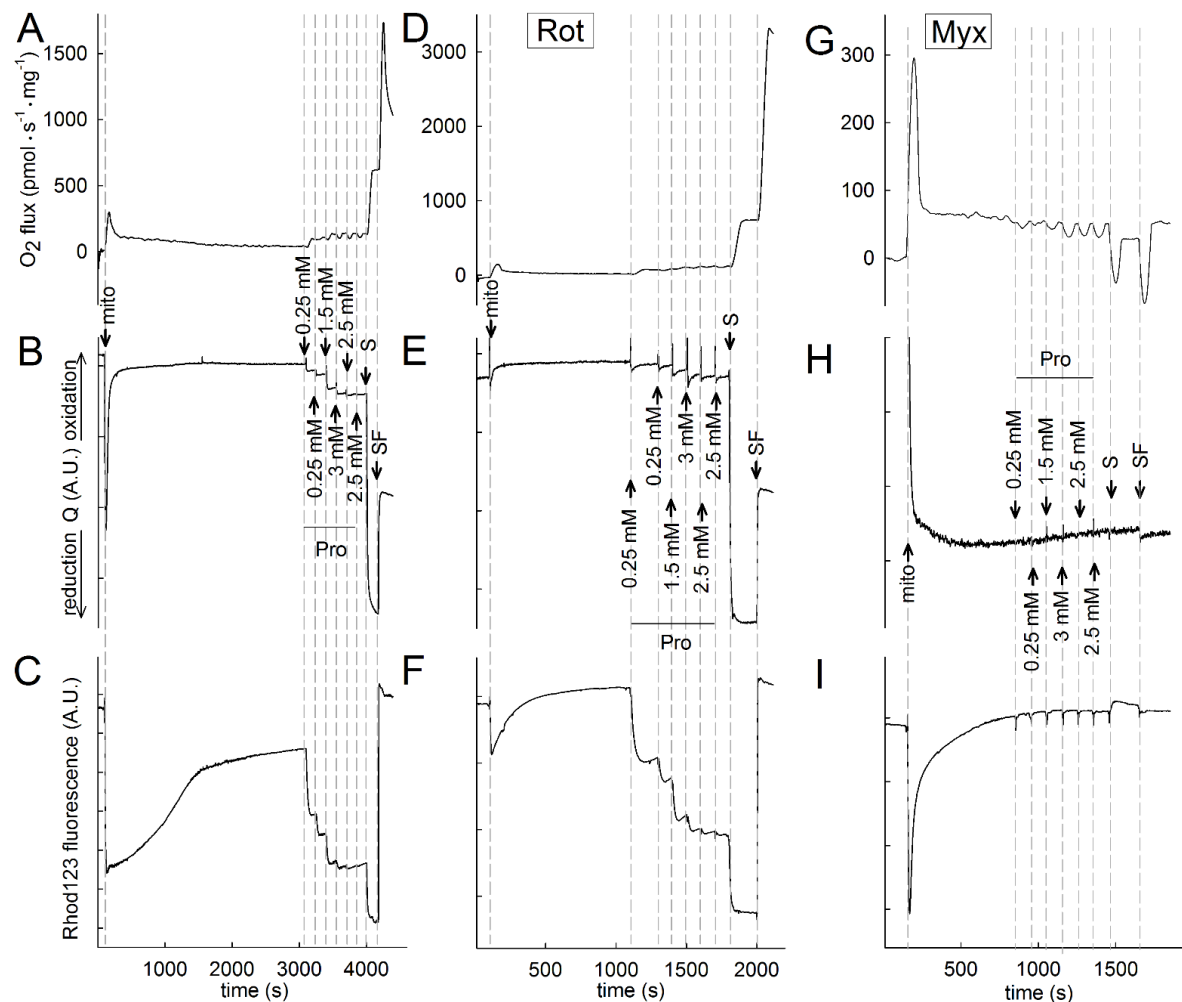 A
O2 flux (pmol · s⁻¹ · mg⁻¹)
1500
1000
500
0
D
Rot
3000
2000
1000
0
G
Myx
300
200
100
0
B
reduction Q (A.U.) oxidation
mito
0.25 mM
1.5 mM
2.5 mM
S
0.25 mM
3 mM
2.5 mM
SF
Pro
E
mito
S
0.25 mM
3 mM
2.5 mM
SF
0.25 mM
1.5 mM
2.5 mM
Pro
H
Pro
0.25 mM
1.5 mM
2.5 mM
S
SF
mito
0.25 mM
3 mM
2.5 mM
C
Rhod123 fluorescence (A.U.)
1000 2000 3000 4000
time (s)
F
500 1000 1500 2000
time (s)
I
500 1000 1500
time (s)